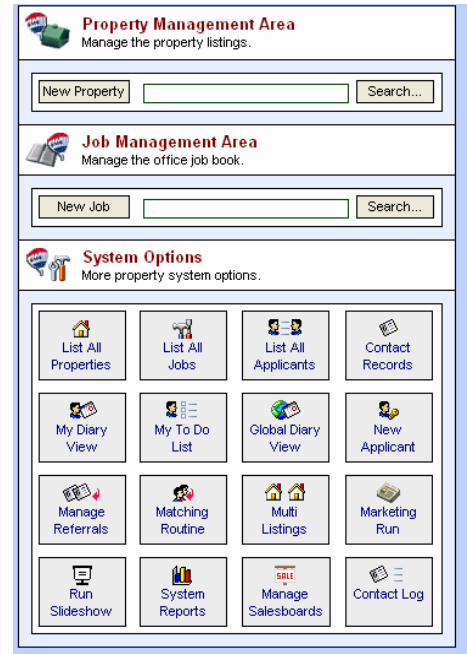 Property Management Area
Manage the property listings.
New Property
Search...
Job Management Area
Manage the office job book.
New Job
Search...
System Options
More property system options.
List All
Properties
List All
Jobs
List All
Applicants
Contact
Records
My Diary
View
My To Do
List
Global Diary
View
New
Applicant
Manage
Referrals
Matching
Routine
Multi
Listings
Marketing
Run
Run
Slideshow
System
Reports
SALE
Manage
Salesboards
Contact Log